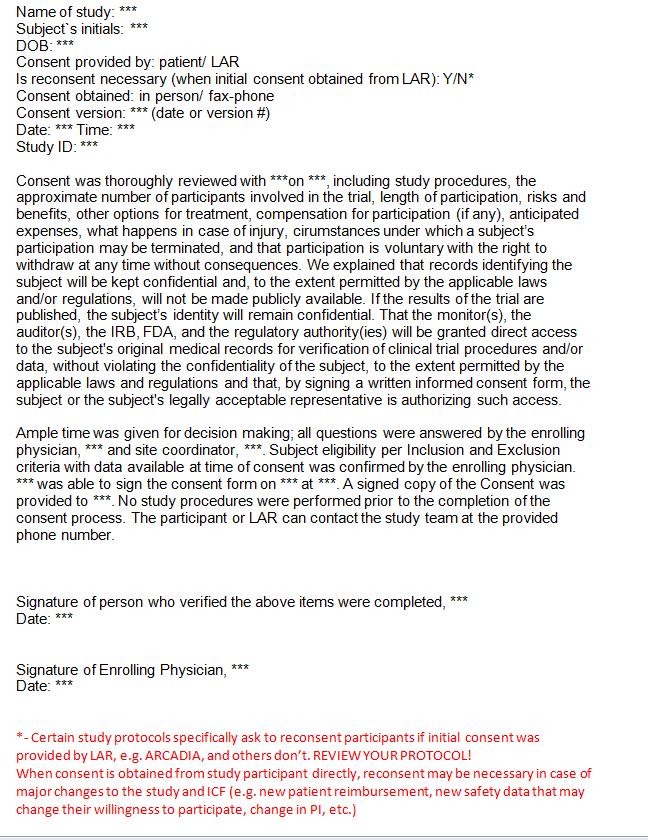 Name of study: ***
Subject`s initials: ***
DOB: ***
Consent provided by: patient/ LAR
Is reconsent necessary (when initial consent obtained from LAR): Y/N*
Consent obtained: in person/ fax-phone
Consent version: *** (date or version #)
Date: *** Time: ***
Study ID: ***
Consent was thoroughly reviewed with ***on ***, including study procedures, the
approximate number of participants involved in the trial, length of participation, risks and
benefits, other options for treatment, compensation for participation (if any), anticipated
expenses, what happens in case of injury, cirumstances under which a subject's
participation may be terminated, and that participation is voluntary with the right to
withdraw at any time without consequences. We explained that records identifying the
subject will be kept confidential and, to the extent permitted by the applicable laws
and/or regulations, will not be made publicly available. If the results of the trial are
published, the subject's identity will remain confidential. That the monitor(s), the
auditor(s), the IRB, FDA, and the regulatory authority(ies) will be granted direct access
to the subject's original medical records for verification of clinical trial procedures and/or
data, without violating the confidentiality of the subject, to the extent permitted by the
applicable laws and regulations and that, by signing a written informed consent form, the
subject or the subject's legally acceptable representative is authorizing such access.
Ample time was given for decision making; all questions were answered by the enrolling
physician, *** and site coordinator, ***. Subject eligibility per Inclusion and Exclusion
criteria with data available at time of consent was confirmed by the enrolling physician.
*** was able to sign the consent form on *** at ***. A signed copy of the Consent was
provided to ***. No study procedures were performed prior to the completion of the
consent process. The participant or LAR can contact the study team at the provided
phone number.
Signature of person who verified the above items were completed, ***
Date: ***
Signature of Enrolling Physician, ***
Date: ***
*- Certain study protocols specifically ask to reconsent participants if initial consent was
provided by LAR, e.g. ARCADIA, and others don't. REVIEW YOUR PROTOCOL!
When consent is obtained from study participant directly, reconsent may be necessary in case of
major changes to the study and ICF (e.g. new patient reimbursement, new safety data that may
change their willingness to participate, change in PI, etc.)